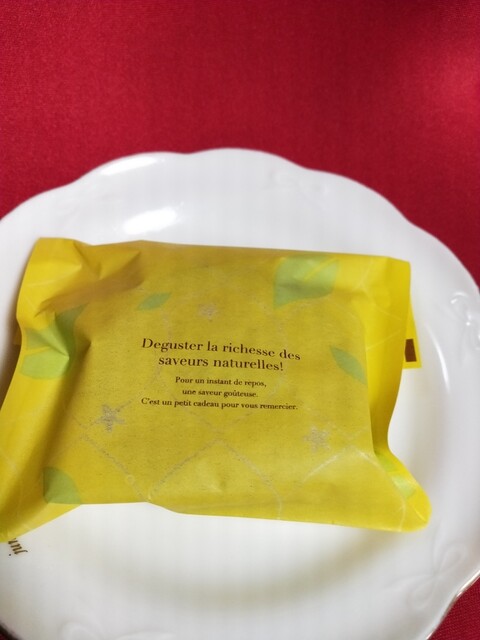 Deguster la richesse des
saveurs naturelles!
Pour un instant de repos,
une saveur goûteuse.
C'est un petit cadeau pour vous remercier.